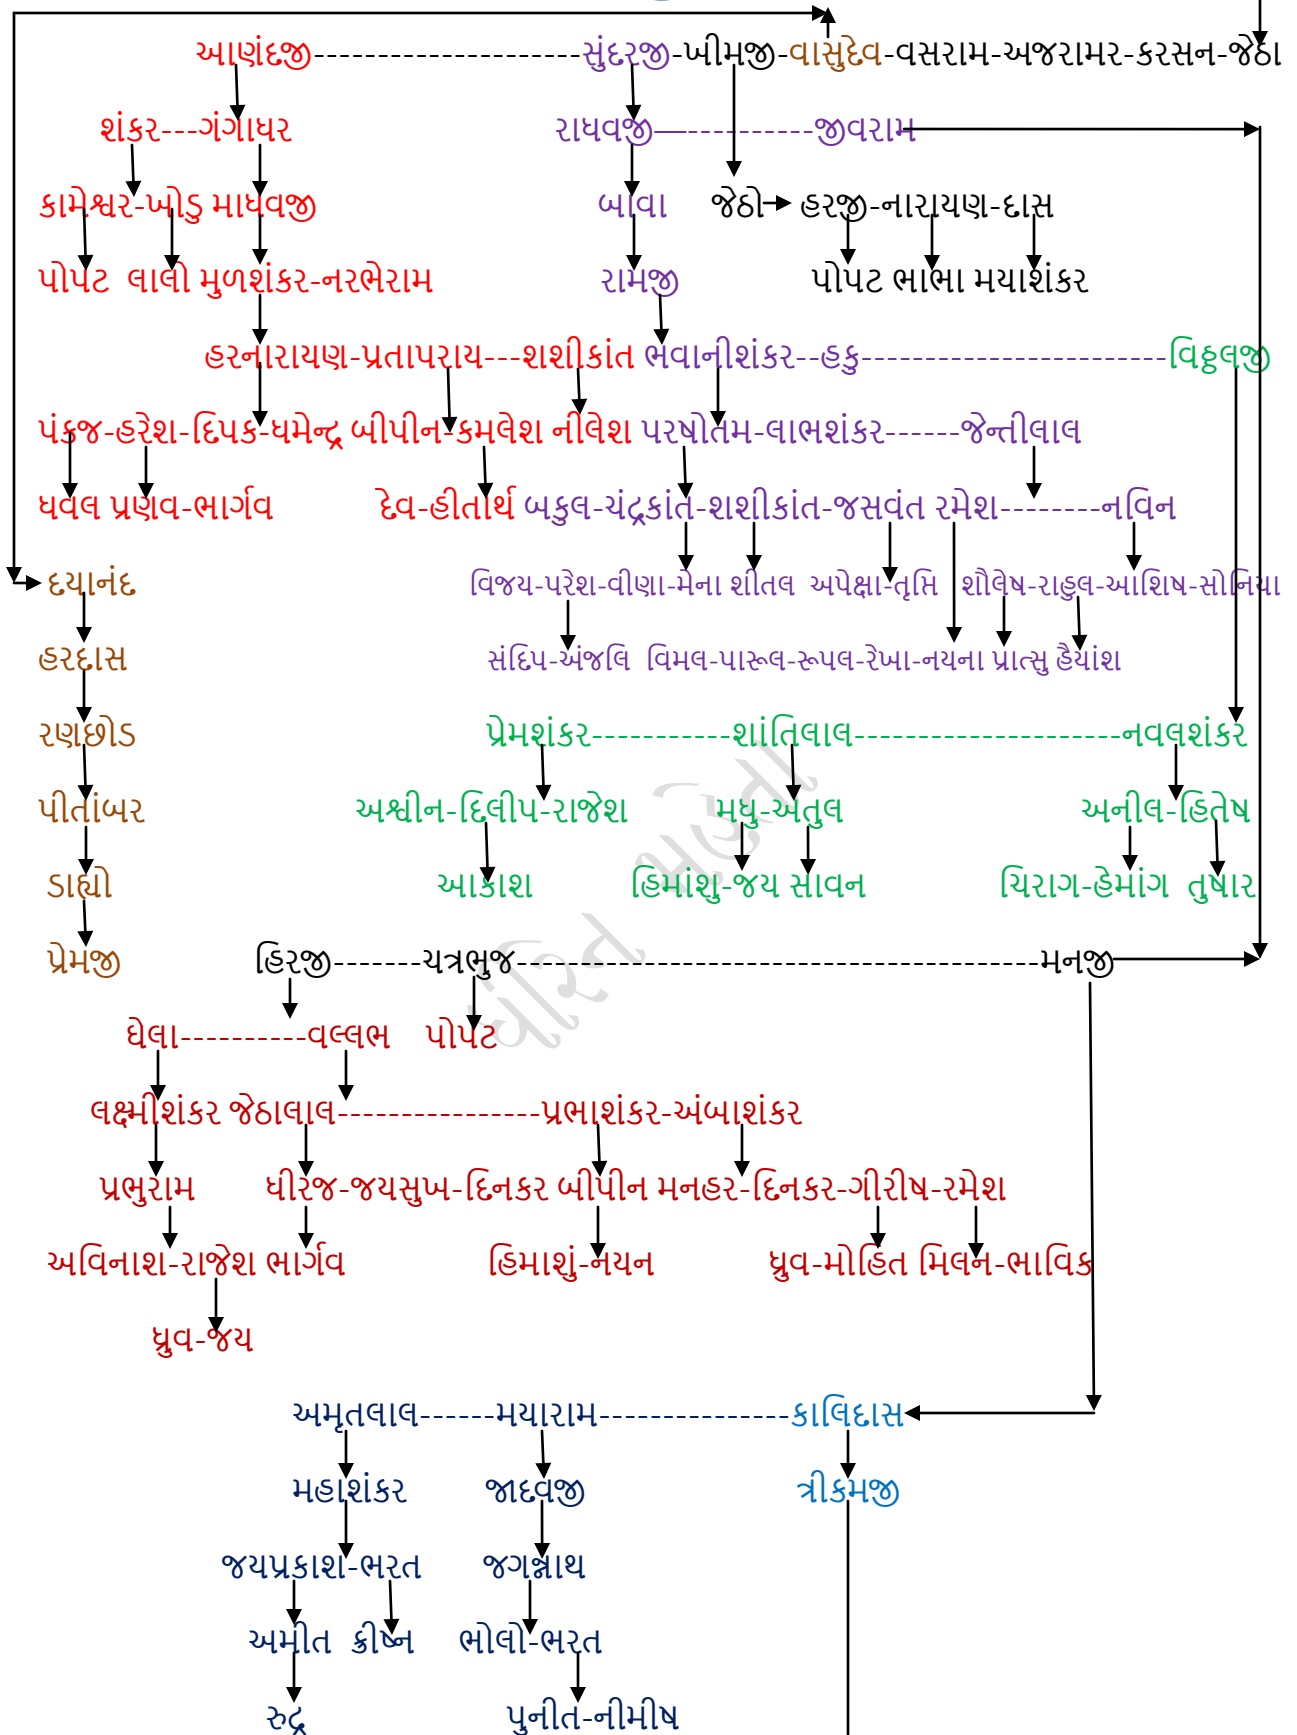 આણંદજી---------------------સુંદરજી-ખીમજી-વાસુદેવ-વસરામ-અજરામર-કરસન-જેઠા
શંકર---ગંગાધર રાઘવજી—----------જીવરામ
કામેશ્વર-ખોડુ માધવજી બાવા જેઠો હરજી-નારાયણ-દાસ
પોપટ લાલો મુળશંકર-નરભેરામ રામજી પોપટ ભાભા મયાશંકર
હરનારાયણ-પ્રતાપરાય---શશીકાંત ભવાનીશંકર--હકુ------------------------વિઠ્ઠલજી
પંકજ-હરેશ-દિપક-ધમેન્દ્ર બીપીન-કમલેશ નીલેશ પરષોતમ-લાભશંકર------જેન્તીલાલ
ધવલ પ્રણવ-ભાર્ગવ દેવ-હીતાર્થ બકુલ-ચંદ્રકાંત-શશીકાંત-જસવંત રમેશ--------નવિન
દયાનંદ વિજય-પરેશ-વીણા-મેના શીતલ અપેક્ષા-તૃપ્તિ શૌલેષ-રાહુલ-આશિષ-સોનિયા
હરદાસ સંદિપ-અંજલિ વિમલ-પારૂલ-રૂપલ-રેખા-નયના પ્રાત્સુ હૈયાંશ
રણછોડ પ્રેમશંકર-----------શાંતિલાલ---------------------નવલશંકર
પીતાંબર અશ્વીન-દિલીપ-રાજેશ મધુ-અતુલ અનીલ-હિતેષ
ડાહ્યો આકાશ હિમાંશુ-જય સાવન ચિરાગ-હેમાંગ તુષાર
પ્રેમજી હિરજી-------ચત્રભુજ-----------------------------------------મનજી
ઘેલા----------વલ્લભ પોપટ
લક્ષ્મીશંકર જેઠાલાલ----------------પ્રભાશંકર-અંબાશંકર
પ્રભુરામ ધીરજ-જયસુખ-દિનકર બીપીન મનહર-દિનકર-ગીરીષ-રમેશ
અવિનાશ-રાજેશ ભાર્ગવ હિમાશું-નયન ધ્રુવ-મોહિત મિલન-ભાવિક
ધ્રુવ-જય
અમૃતલાલ------મયારામ---------------કાલિદાસ
મહાશંકર જાદવજી ત્રીકમજી
જયપ્રકાશ-ભરત જગન્નાથ
અમીત ક્રીષ્ન ભોલો-ભરત
રુદ્ર પુનીત-નીમીષ